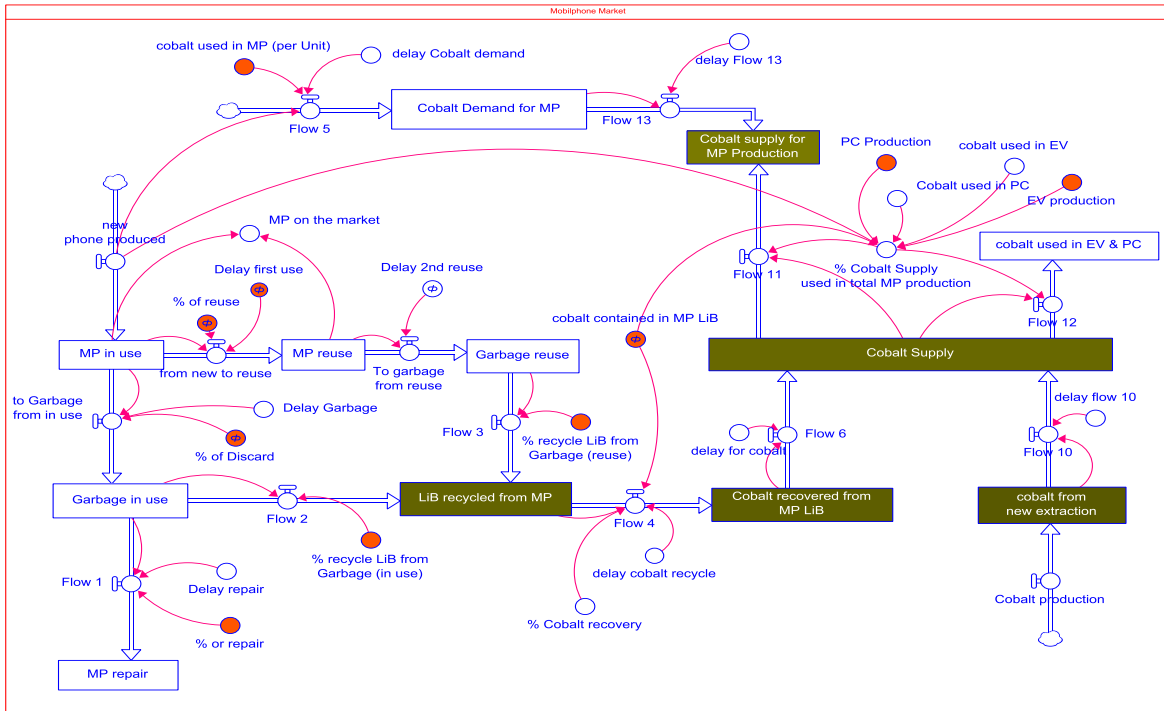 Mobilphone Market
cobalt used in MP (per Unit)
delay Cobalt demand
Flow 5
Cobalt Demand for MP
delay Flow 13
Flow 13
Cobalt supply for
MP Production
PC Production
cobalt used in EV
Cobalt used in PC
EV production
new
phone produced
MP on the market
Delay first use
% of reuse
Delay 2nd reuse
Flow 11
% Cobalt Supply
used in total MP production
cobalt used in EV & PC
Flow 12
cobalt contained in MP LiB
MP in use
from new to reuse
MP reuse
To garbage
from reuse
Garbage reuse
Cobalt Supply
to Garbage
from in use
Delay Garbage
% of Discard
Flow 3
% recycle LiB from
Garbage (reuse)
delay for cobalt
Flow 6
delay flow 10
Flow 10
Garbage in use
Flow 2
LiB recycled from MP
Flow 4
Cobalt recovered from
MP LiB
cobalt from
new extraction
% recycle LiB from
Garbage (in use)
delay cobalt recycle
Flow 1
Delay repair
% Cobalt recovery
Cobalt production
% or repair
MP repair